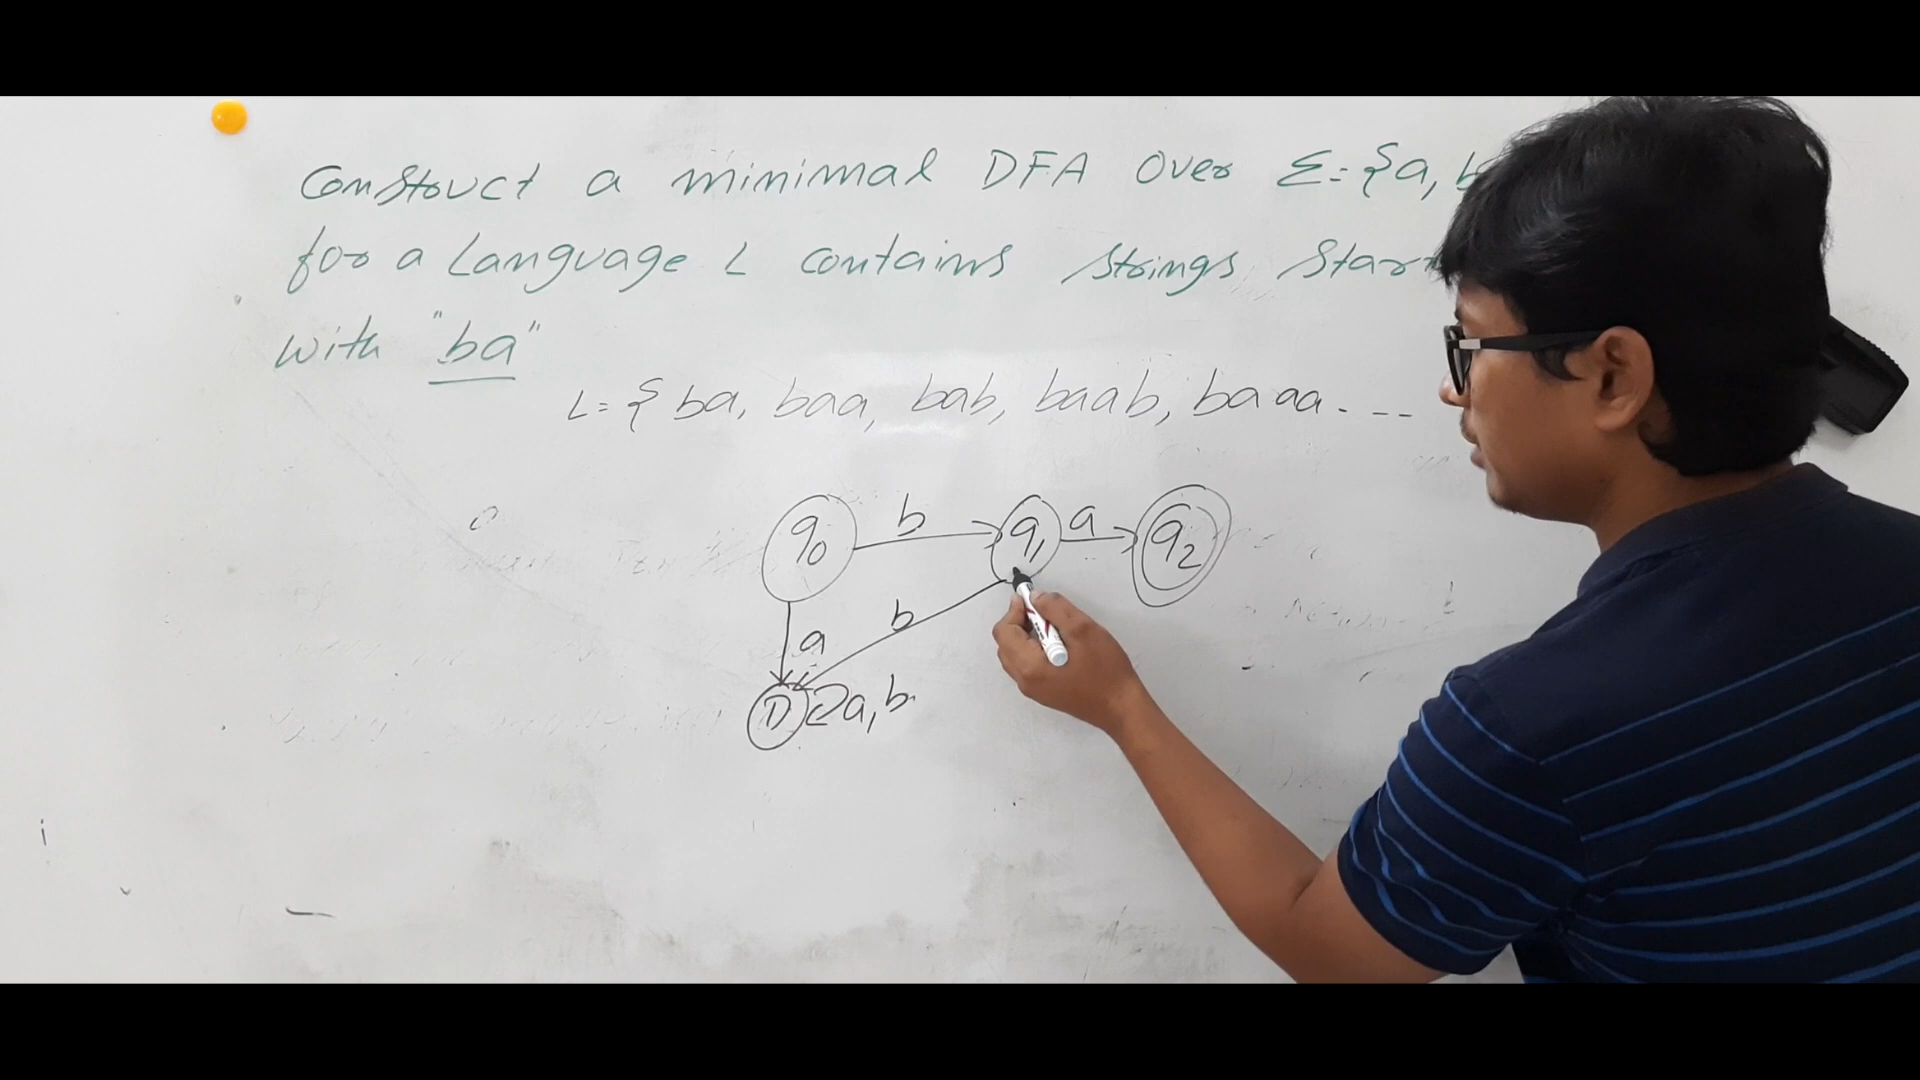 Construct a minimal DFA over Σ={a, b
for a Language L contains strings start
with "ba"
L={ ba, baa, bab, baab, baaa. - - -
q0 b q1 a q2
a b
D a,b